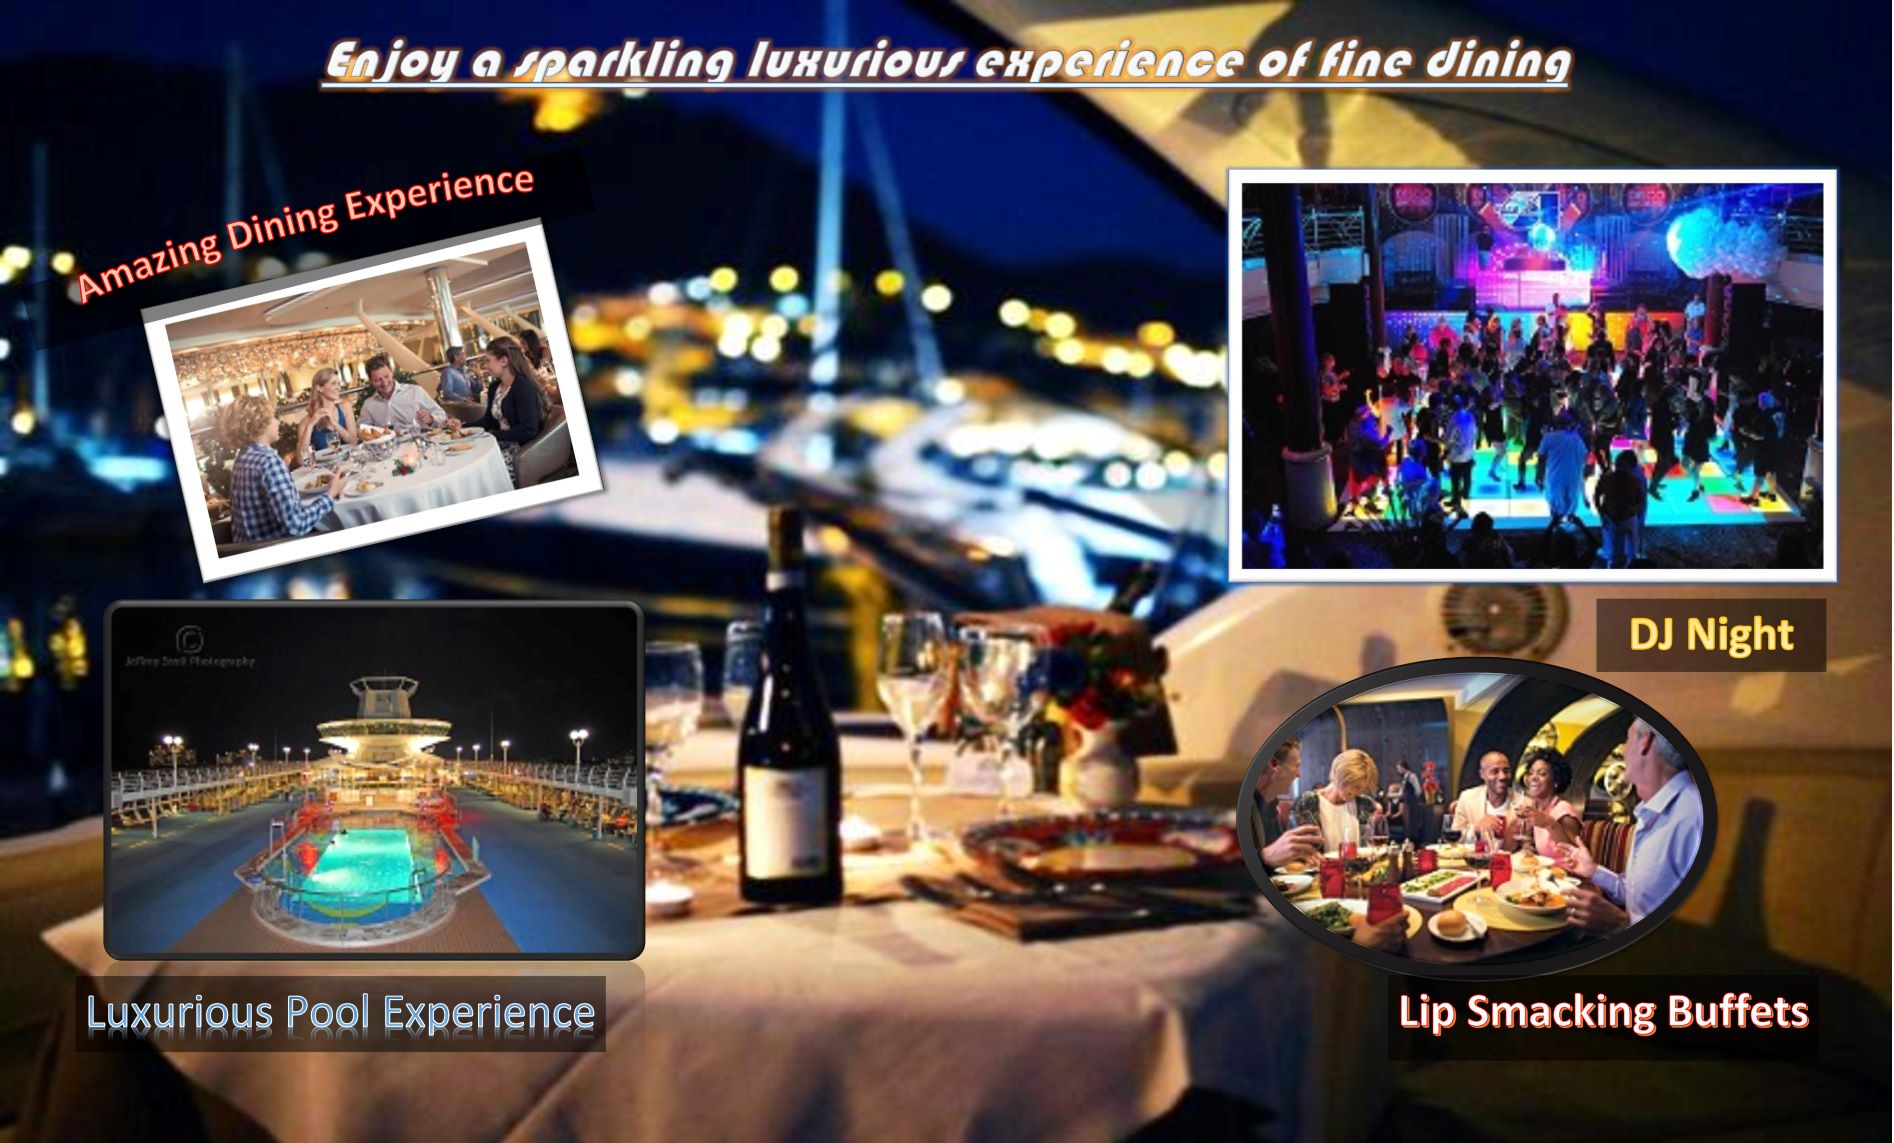 Enjoy a sparkling luxurious experience of fine dining
Amazing Dining Experience
DJ Night
Luxurious Pool Experience
Lip Smacking Buffets